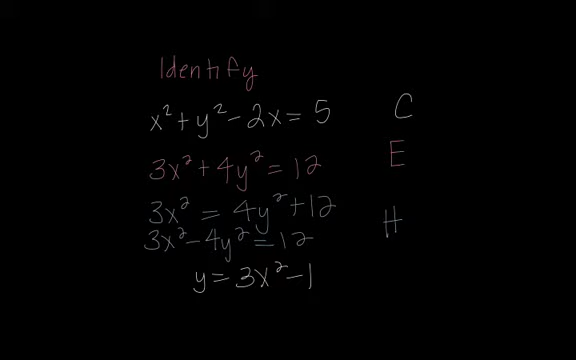 Identify
x² + y² - 2x = 5 C
3x² + 4y² = 12 E
3x² = 4y² + 12
3x² - 4y² = 12 H
y = 3x² - 1